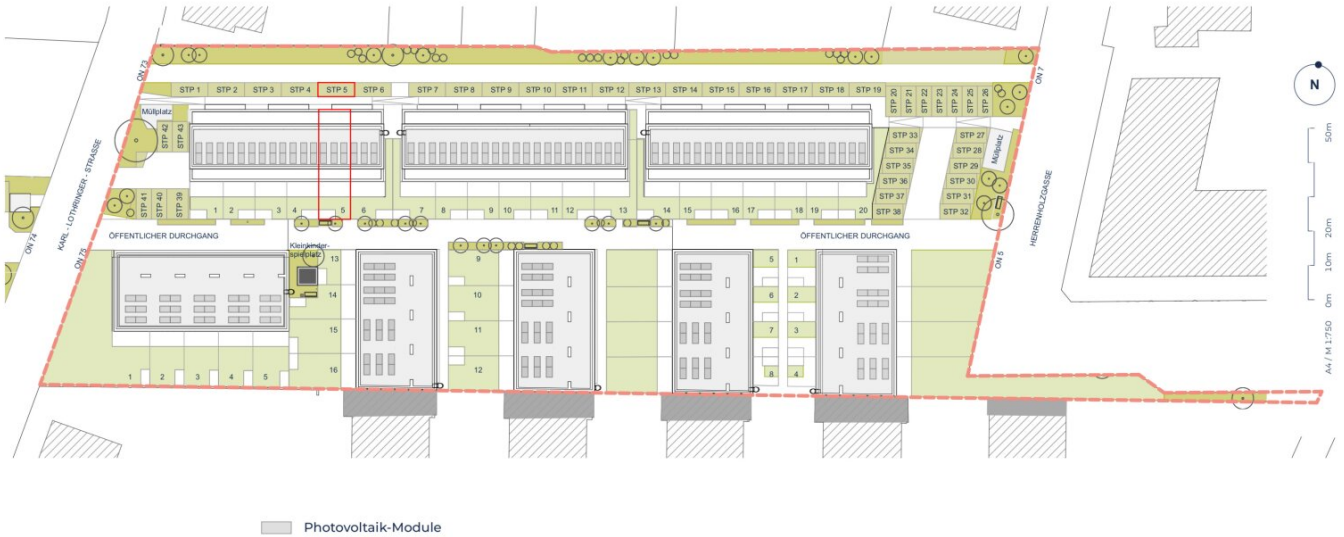 ON 73
ON 7
STP 1 STP 2 STP 3 STP 4 STP 5 STP 6 STP 7 STP 8 STP 9 STP 10 STP 11 STP 12 STP 13 STP 14 STP 15 STP 16 STP 17 STP 18 STP 19
STP 20
STP 21
STP 22
STP 23
STP 24
STP 25
STP 26
N
Müllplatz
STP 42
STP 43
STP 33 STP 27
STP 34 STP 28
STP 35 STP 29
STP 36 STP 30
STP 37 STP 31
STP 38 STP 32
Müllplatz
KARL - LOTHRINGER - STRASSE
HERRENHOLZGASSE
STP 41
STP 40
STP 39
1 2 3 4 5 6 7 8 9 10 11 12 13 14 15 16 17 18 19 20
ON 74
ON 75
ÖFFENTLICHER DURCHGANG
ÖFFENTLICHER DURCHGANG
ON 5
Kleinkinder-
spielplatz
13 9 5 1
14 10 6 2
15 11 7 3
16 12 8 4
1 2 3 4 5
50m
20m
10m
0m
A4 / M 1:750
Photovoltaik-Module